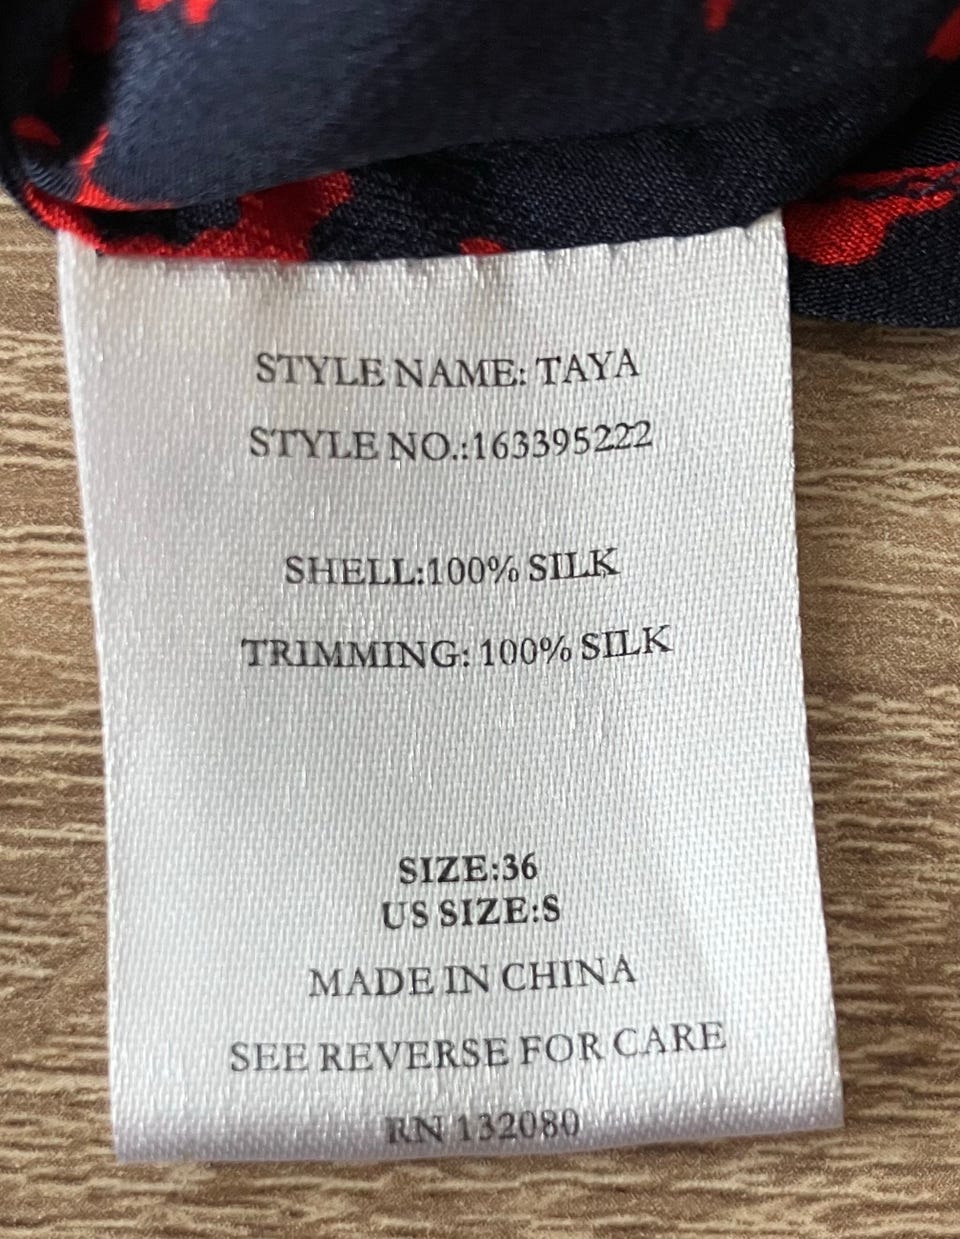 STYLE NAME: TAYA
STYLE NO.:163395222
SHELL:100% SILK
TRIMMING: 100% SILK
SIZE:36
US SIZE:S
MADE IN CHINA
SEE REVERSE FOR CARE
RN 132080